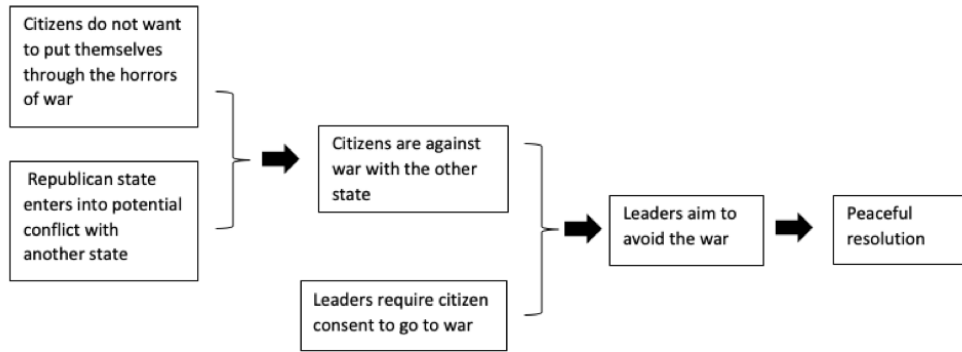 Citizens do not want
to put themselves
through the horrors
of war
Republican state
enters into potential
conflict with
another state
Citizens are against
war with the other
state
Leaders require citizen
consent to go to war
Leaders aim to
avoid the war
Peaceful
resolution